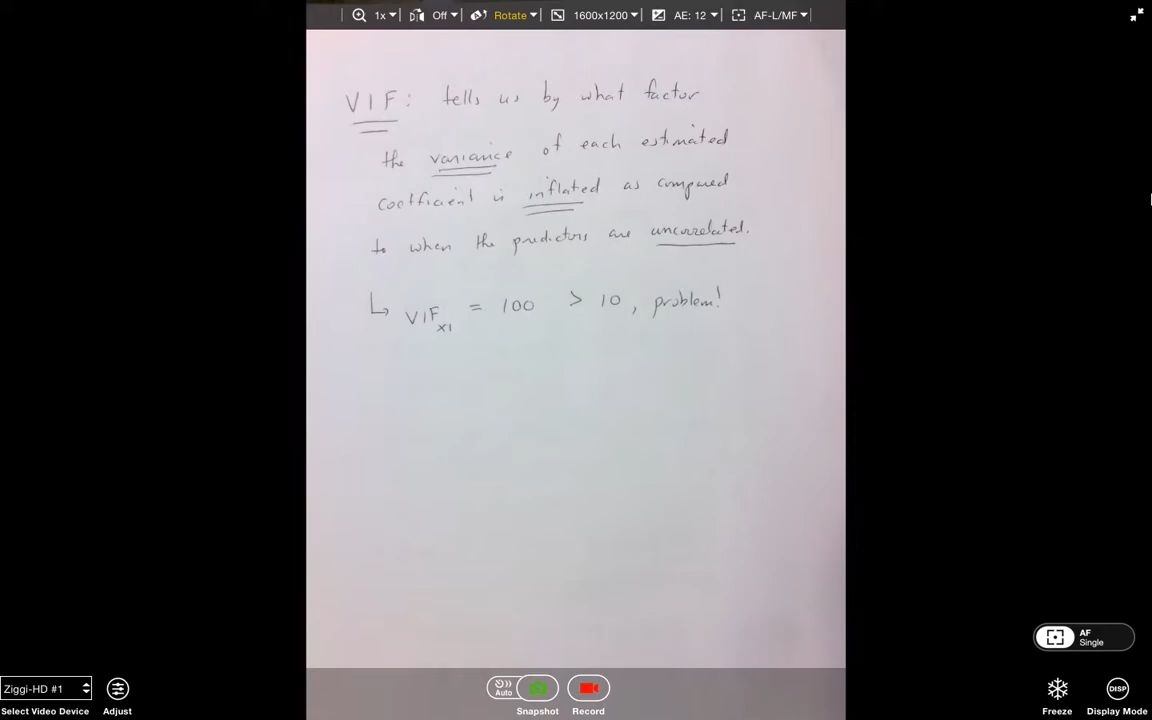 1x
Off
Rotate
1600x1200
AE: 12
AF-L/MF
VIF: tells us by what factor
the variance of each estimated
coefficient is inflated as compared
to when the predictors are uncorrelated.
↳ VIF x1 = 100 > 10, problem!
AF
Single
Ziggi-HD #1
Auto
Select Video Device
Adjust
Snapshot
Record
Freeze
DISP
Display Mode